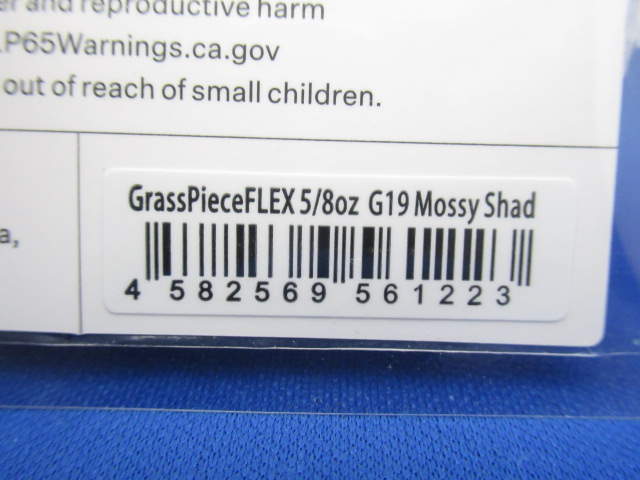 and reproductive harm
P65Warnings.ca.gov
out of reach of small children.
a,
GrassPieceFLEX 5/8oz G19 Mossy Shad
4 582569 561223